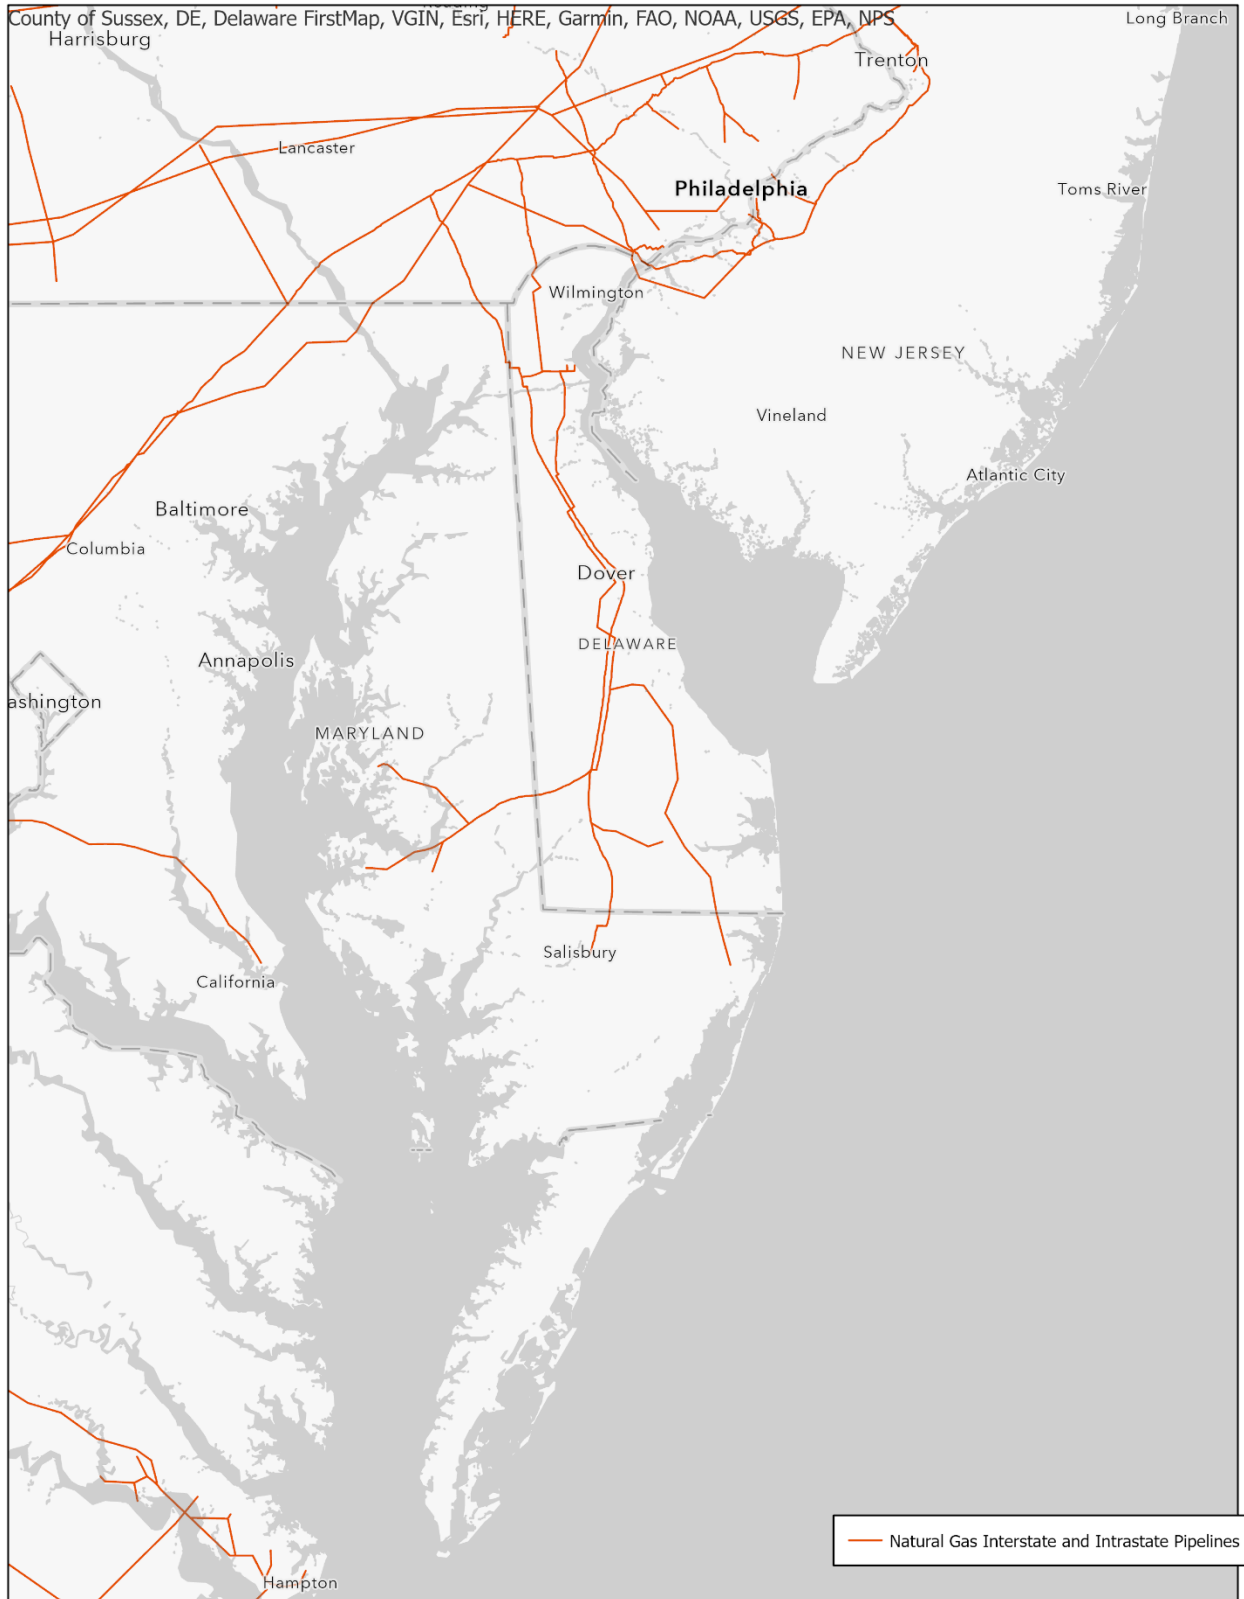 County of Sussex, DE, Delaware FirstMap, VGIN, Esri, HERE, Garmin, FAO, NOAA, USGS, EPA, NPS
Long Branch
Harrisburg
Trenton
Lancaster
Philadelphia
Toms River
Wilmington
NEW JERSEY
Vineland
Atlantic City
Baltimore
Columbia
Dover
DELAWARE
Annapolis
ashington
MARYLAND
Salisbury
California
Natural Gas Interstate and Intrastate Pipelines
Hampton